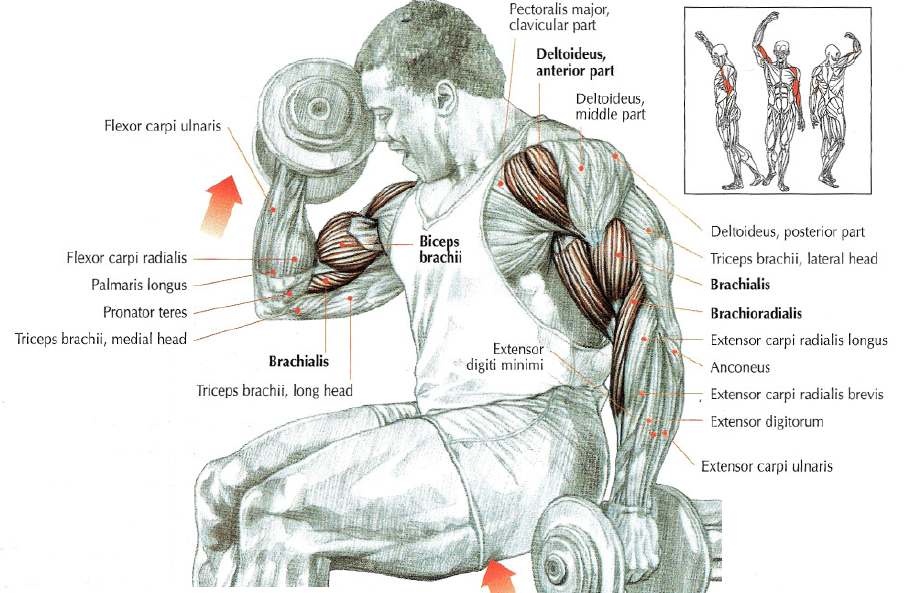 Pectoralis major,
clavicular part
Deltoideus,
anterior part
Deltoideus,
middle part
Flexor carpi ulnaris
Deltoideus, posterior part
Biceps
brachii
Flexor carpi radialis
Triceps brachii, lateral head
Palmaris longus
Brachialis
Pronator teres
Brachioradialis
Triceps brachii, medial head
Extensor carpi radialis longus
Extensor
digiti minimi
Brachialis
Anconeus
Triceps brachii, long head
Extensor carpi radialis brevis
Extensor digitorum
Extensor carpi ulnaris